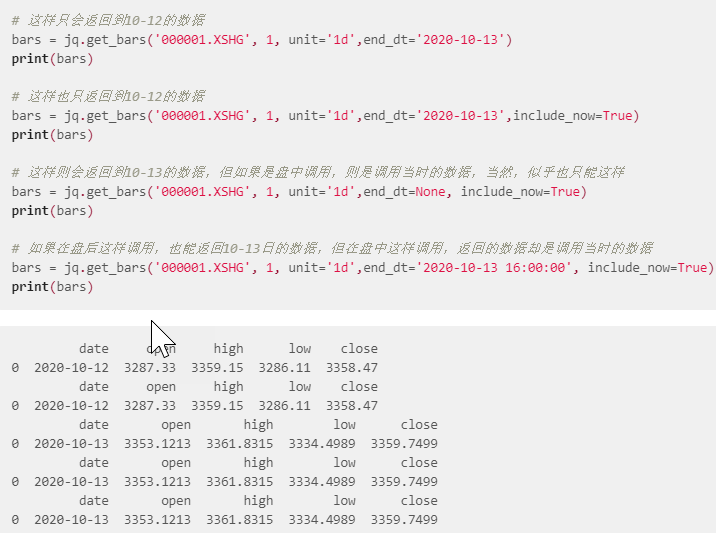 # 这样只会返回到10-12的数据
bars = jq.get_bars('000001.XSHG', 1, unit='1d',end_dt='2020-10-13')
print(bars)
# 这样也只返回到10-12的数据
bars = jq.get_bars('000001.XSHG', 1, unit='1d',end_dt='2020-10-13',include_now=True)
print(bars)
# 这样则会返回到10-13的数据，但如果是盘中调用，则是调用当时的数据，当然，似乎也只能这样
bars = jq.get_bars('000001.XSHG', 1, unit='1d',end_dt=None, include_now=True)
print(bars)
# 如果在盘后这样调用，也能返回10-13日的数据，但在盘中这样调用，返回的数据却是调用当时的数据
bars = jq.get_bars('000001.XSHG', 1, unit='1d',end_dt='2020-10-13 16:00:00', include_now=True)
print(bars)
date open high low close
0 2020-10-12 3287.33 3359.15 3286.11 3358.47
date open high low close
0 2020-10-12 3287.33 3359.15 3286.11 3358.47
date open high low close
0 2020-10-13 3353.1213 3361.8315 3334.4989 3359.7499
date open high low close
0 2020-10-13 3353.1213 3361.8315 3334.4989 3359.7499
date open high low close
0 2020-10-13 3353.1213 3361.8315 3334.4989 3359.7499